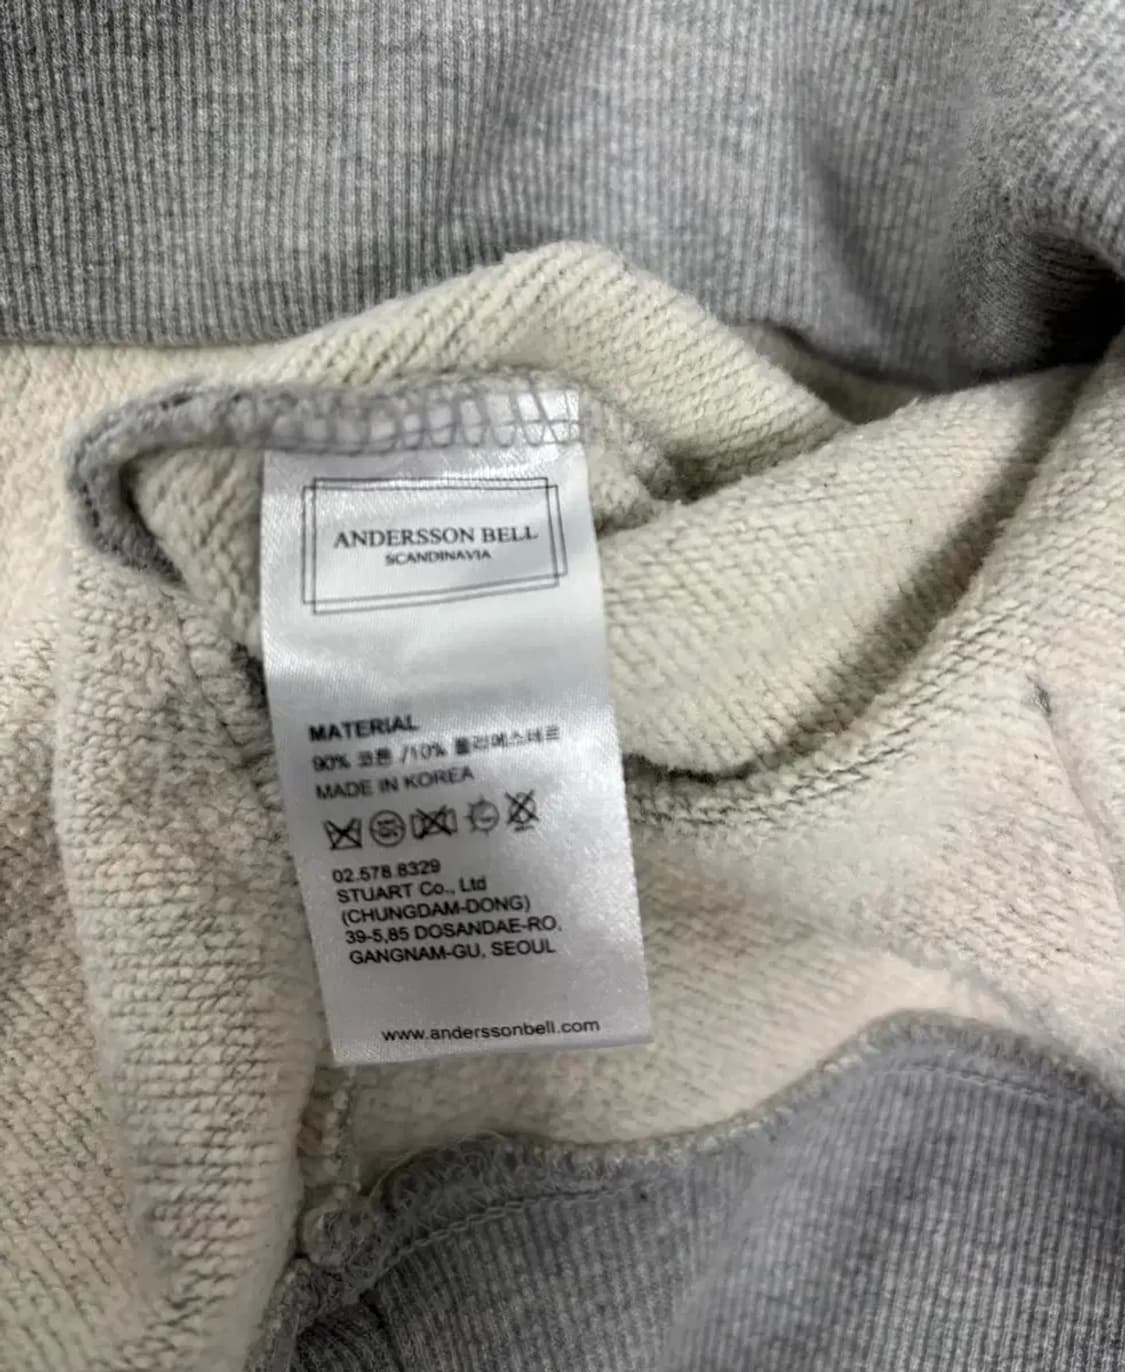 ANDERSSON BELL
SCANDINAVIA
MATERIAL
90% 코튼 /10% 폴리에스테르
MADE IN KOREA
02.578.8329
STUART Co., Ltd
(CHUNGDAM-DONG)
39-5,85 DOSANDAE-RO,
GANGNAM-GU, SEOUL
www.anderssonbell.com